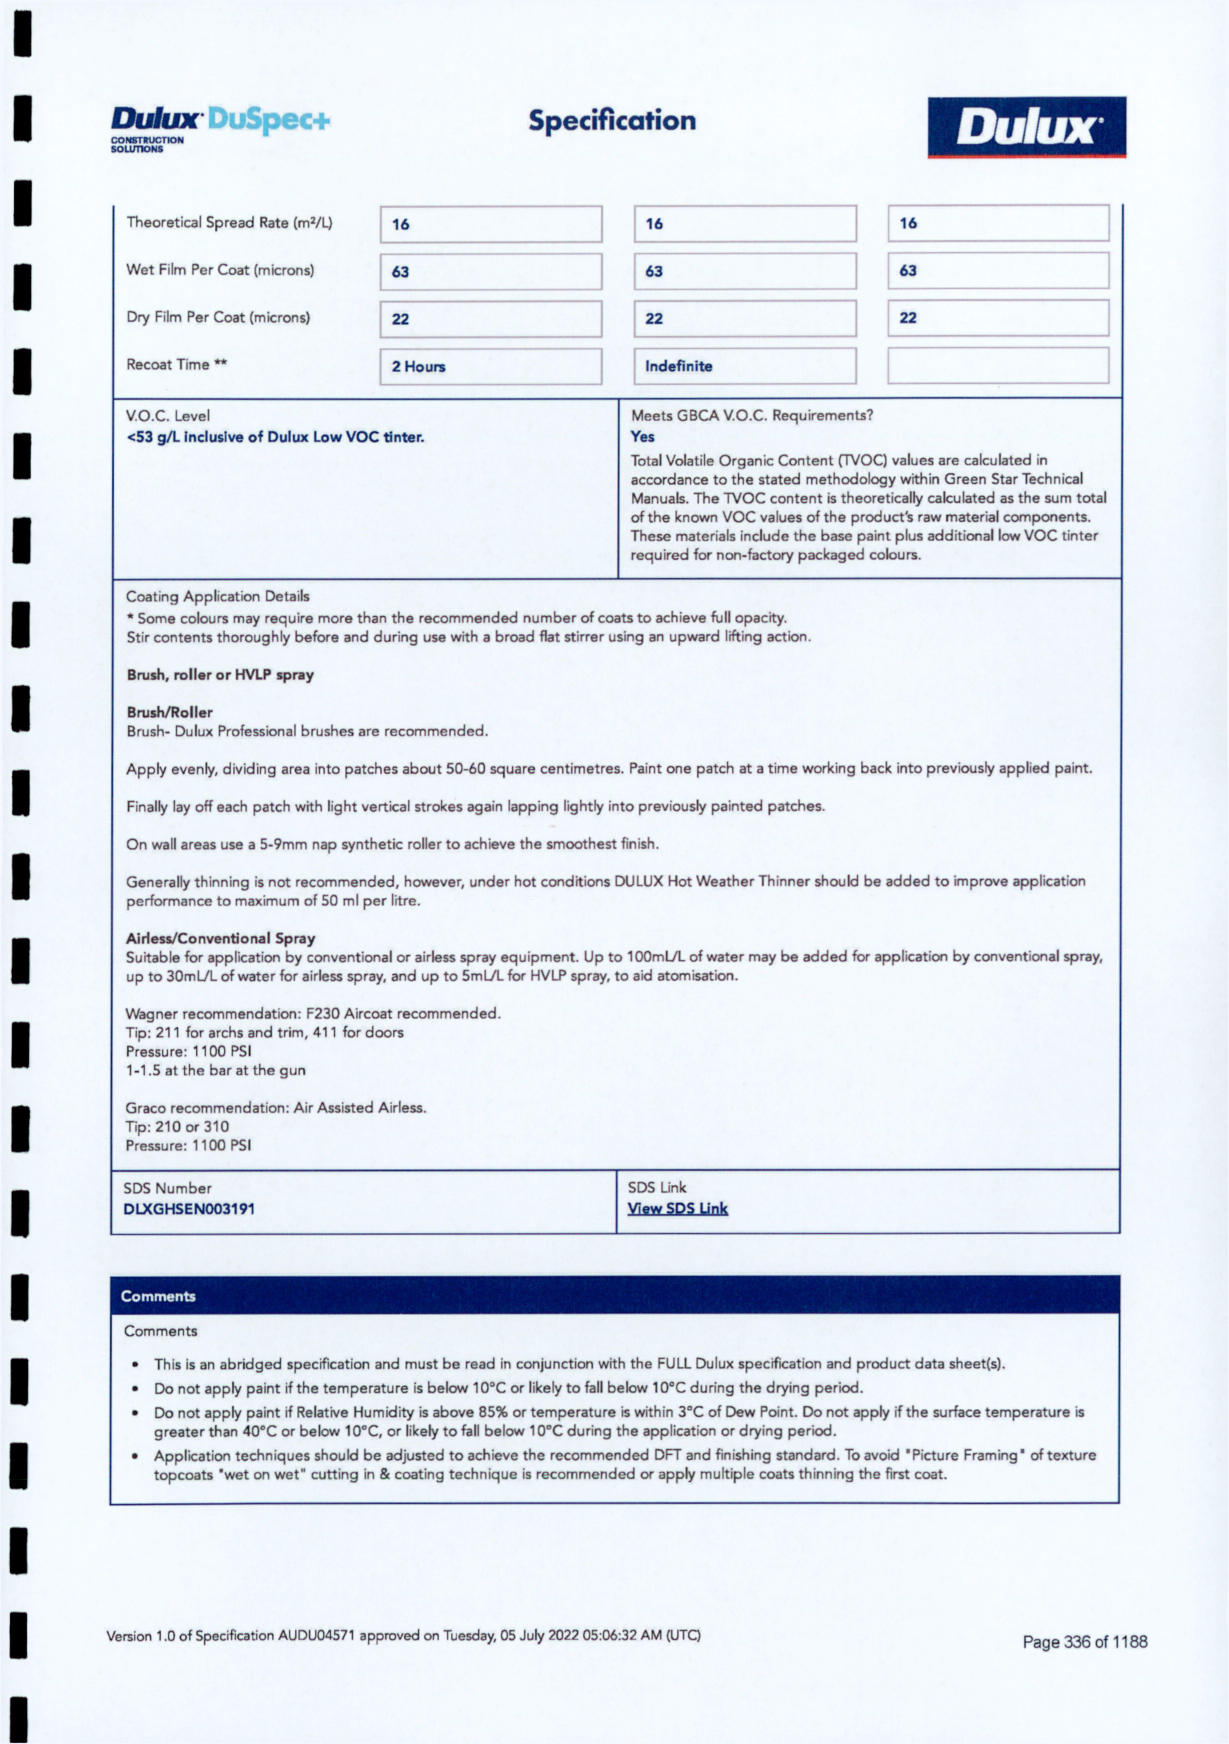 Dulux DuSpec+
CONSTRUCTION
SOLUTIONS
Specification
Dulux
Theoretical Spread Rate (m²/L) 16 16 16
Wet Film Per Coat (microns) 63 63 63
Dry Film Per Coat (microns) 22 22 22
Recoat Time ** 2 Hours Indefinite
V.O.C. Level
<53 g/L inclusive of Dulux Low VOC tinter.
Meets GBCA V.O.C. Requirements?
Yes
Total Volatile Organic Content (TVOC) values are calculated in
accordance to the stated methodology within Green Star Technical
Manuals. The TVOC content is theoretically calculated as the sum total
of the known VOC values of the product's raw material components.
These materials include the base paint plus additional low VOC tinter
required for non-factory packaged colours.
Coating Application Details
* Some colours may require more than the recommended number of coats to achieve full opacity.
Stir contents thoroughly before and during use with a broad flat stirrer using an upward lifting action.
Brush, roller or HVLP spray
Brush/Roller
Brush- Dulux Professional brushes are recommended.
Apply evenly, dividing area into patches about 50-60 square centimetres. Paint one patch at a time working back into previously applied paint.
Finally lay off each patch with light vertical strokes again lapping lightly into previously painted patches.
On wall areas use a 5-9mm nap synthetic roller to achieve the smoothest finish.
Generally thinning is not recommended, however, under hot conditions DULUX Hot Weather Thinner should be added to improve application
performance to maximum of 50 ml per litre.
Airless/Conventional Spray
Suitable for application by conventional or airless spray equipment. Up to 100mL/L of water may be added for application by conventional spray,
up to 30mL/L of water for airless spray, and up to 5mL/L for HVLP spray, to aid atomisation.
Wagner recommendation: F230 Aircoat recommended.
Tip: 211 for archs and trim, 411 for doors
Pressure: 1100 PSI
1-1.5 at the bar at the gun
Graco recommendation: Air Assisted Airless.
Tip: 210 or 310
Pressure: 1100 PSI
SDS Number
DLXGHSEN003191
SDS Link
View SDS Link
Comments
Comments
• This is an abridged specification and must be read in conjunction with the FULL Dulux specification and product data sheet(s).
• Do not apply paint if the temperature is below 10°C or likely to fall below 10°C during the drying period.
• Do not apply paint if Relative Humidity is above 85% or temperature is within 3°C of Dew Point. Do not apply if the surface temperature is
greater than 40°C or below 10°C, or likely to fall below 10°C during the application or drying period.
• Application techniques should be adjusted to achieve the recommended DFT and finishing standard. To avoid "Picture Framing" of texture
topcoats "wet on wet" cutting in & coating technique is recommended or apply multiple coats thinning the first coat.
Version 1.0 of Specification AUDU04571 approved on Tuesday, 05 July 2022 05:06:32 AM (UTC)
Page 336 of 1188